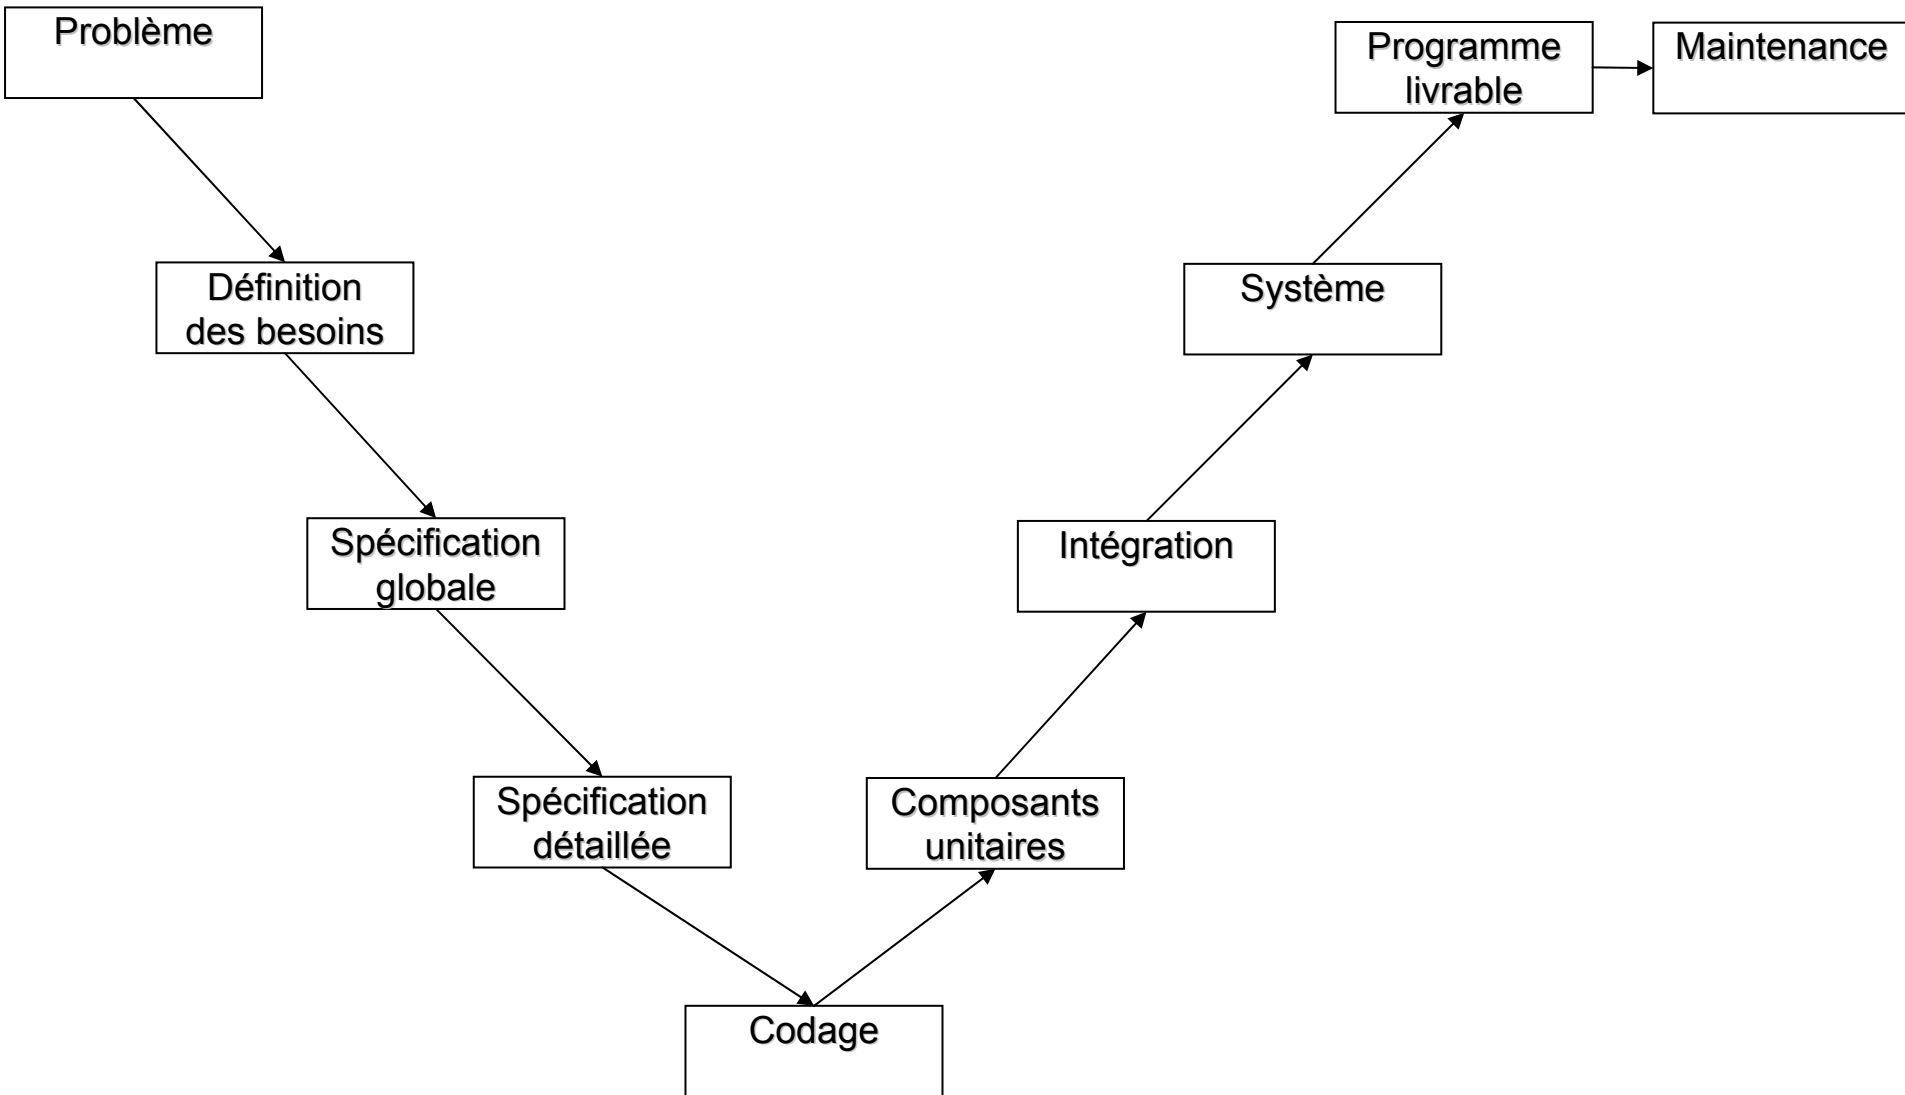 Problème
Programme
livrable
Maintenance
Définition
des besoins
Système
Spécification
globale
Intégration
Spécification
détaillée
Composants
unitaires
Codage